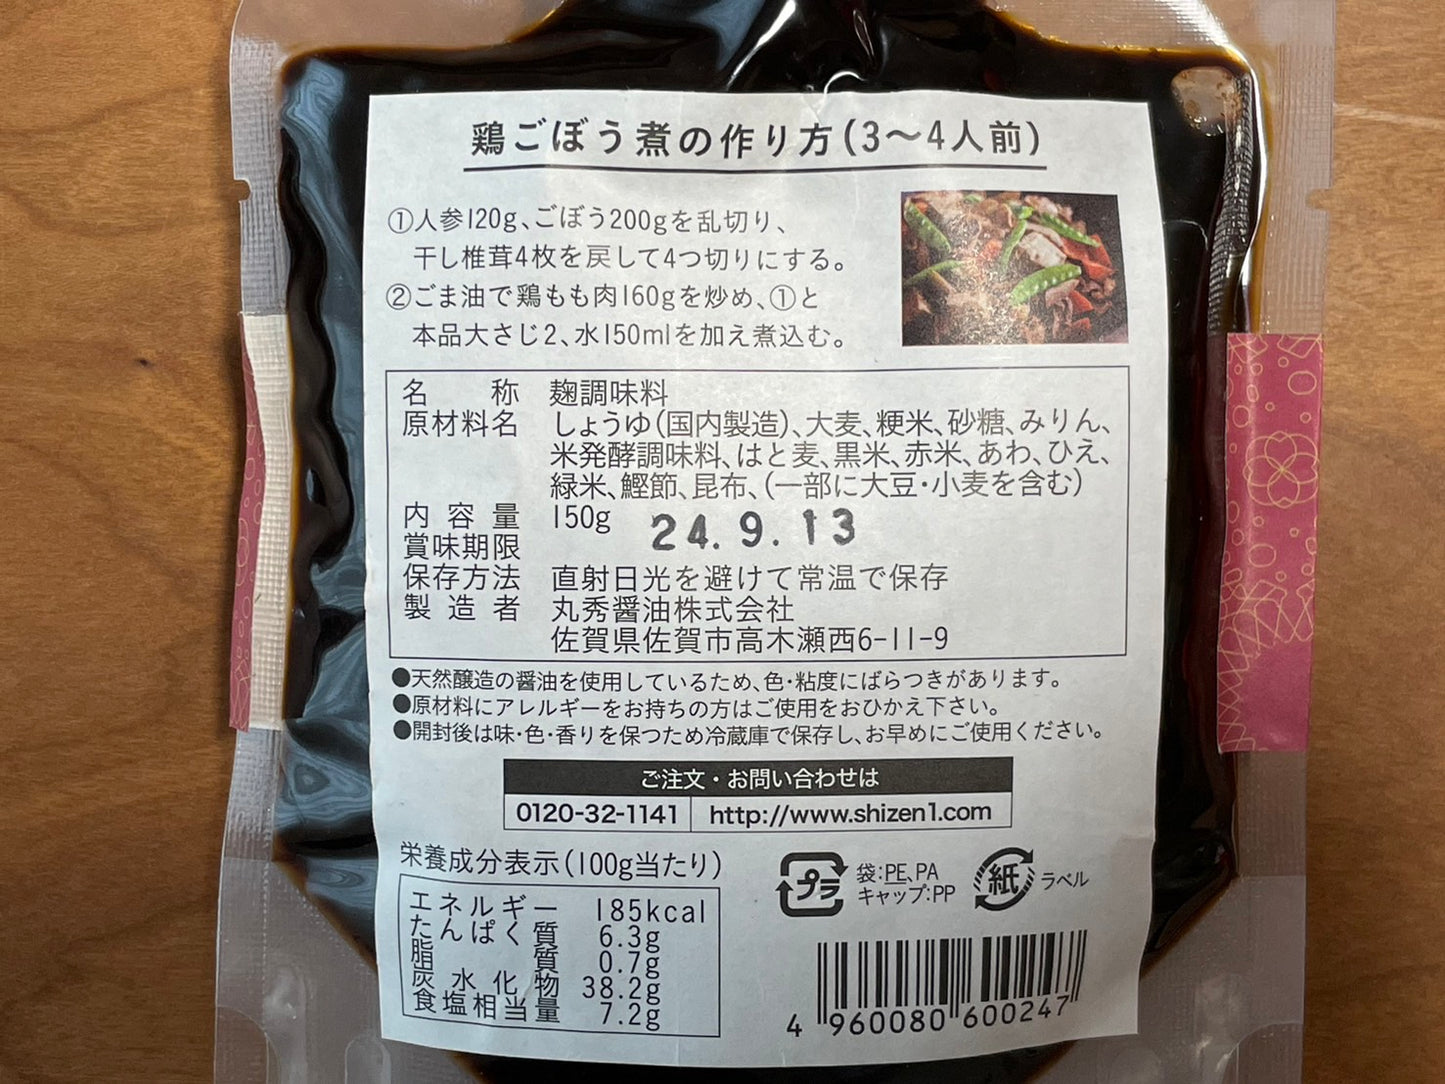 鶏ごぼう煮の作り方(3〜4人前)
①人参120g、ごぼう200gを乱切り、
干し椎茸4枚を戻して4つ切りにする。
②ごま油で鶏もも肉160gを炒め、①と
本品大さじ2、水150mlを加え煮込む。
名称 麹調味料
原材料名 しょうゆ(国内製造)、大麦、粳米、砂糖、みりん、
米発酵調味料、はと麦、黒米、赤米、あわ、ひえ、
緑米、鰹節、昆布、(一部に大豆・小麦を含む)
内容量 150g
賞味期限 24.9.13
保存方法 直射日光を避けて常温で保存
製造者 丸秀醤油株式会社
佐賀県佐賀市高木瀬西6-11-9
●天然醸造の醤油を使用しているため、色・粘度にばらつきがあります。
●原材料にアレルギーをお持ちの方はご使用をおひかえ下さい。
●開封後は味・色・香りを保つため冷蔵庫で保存し、お早めにご使用ください。
ご注文・お問い合わせは
0120-32-1141 http://www.shizen1.com
栄養成分表示(100g当たり)
エネルギー 185kcal
たんぱく質 6.3g
脂質 0.7g
炭水化物 38.2g
食塩相当量 7.2g
プラ 袋:PE、PA
キャップ:PP
紙 ラベル
4 960080 600247